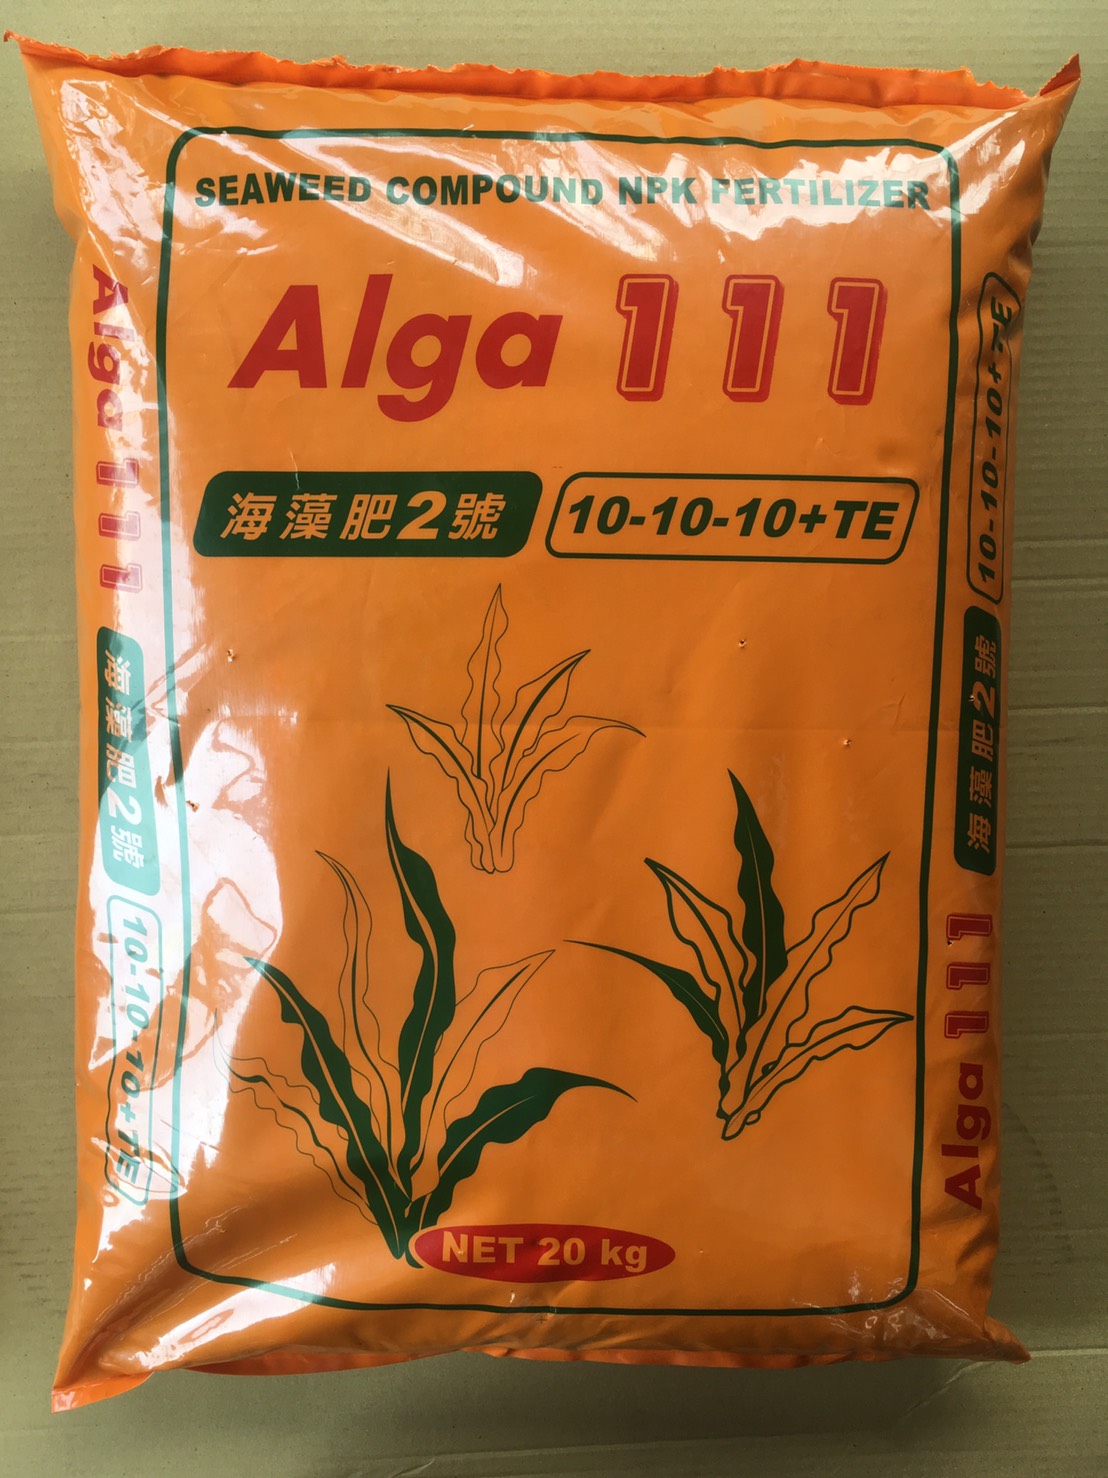 SEAWEED COMPOUND NPK FERTILIZER
Alga 111
海藻肥2號
10-10-10+TE
NET 20 kg
Alga 111
海藻肥2號
10-10-10+TE
Alga 111
海藻肥2號
10-10-10+TE